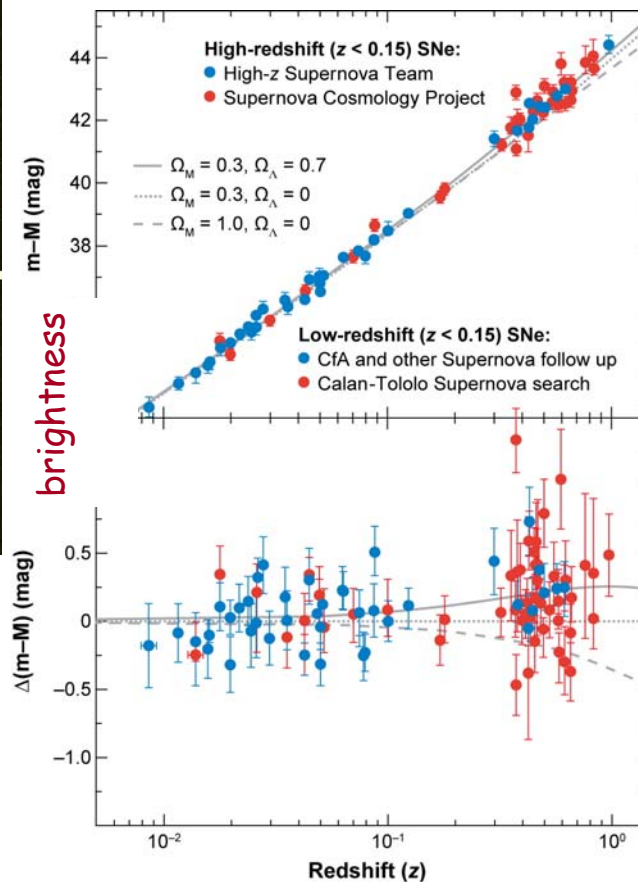 44
42
40
38
m–M (mag)
High-redshift (z < 0.15) SNe:
High-z Supernova Team
Supernova Cosmology Project
Ω_M = 0.3, Ω_Λ = 0.7
Ω_M = 0.3, Ω_Λ = 0
Ω_M = 1.0, Ω_Λ = 0
Low-redshift (z < 0.15) SNe:
CfA and other Supernova follow up
Calan-Tololo Supernova search
brightness
0.5
0
–0.5
–1.0
Δ(m–M) (mag)
10⁻²
10⁻¹
10⁰
Redshift (z)